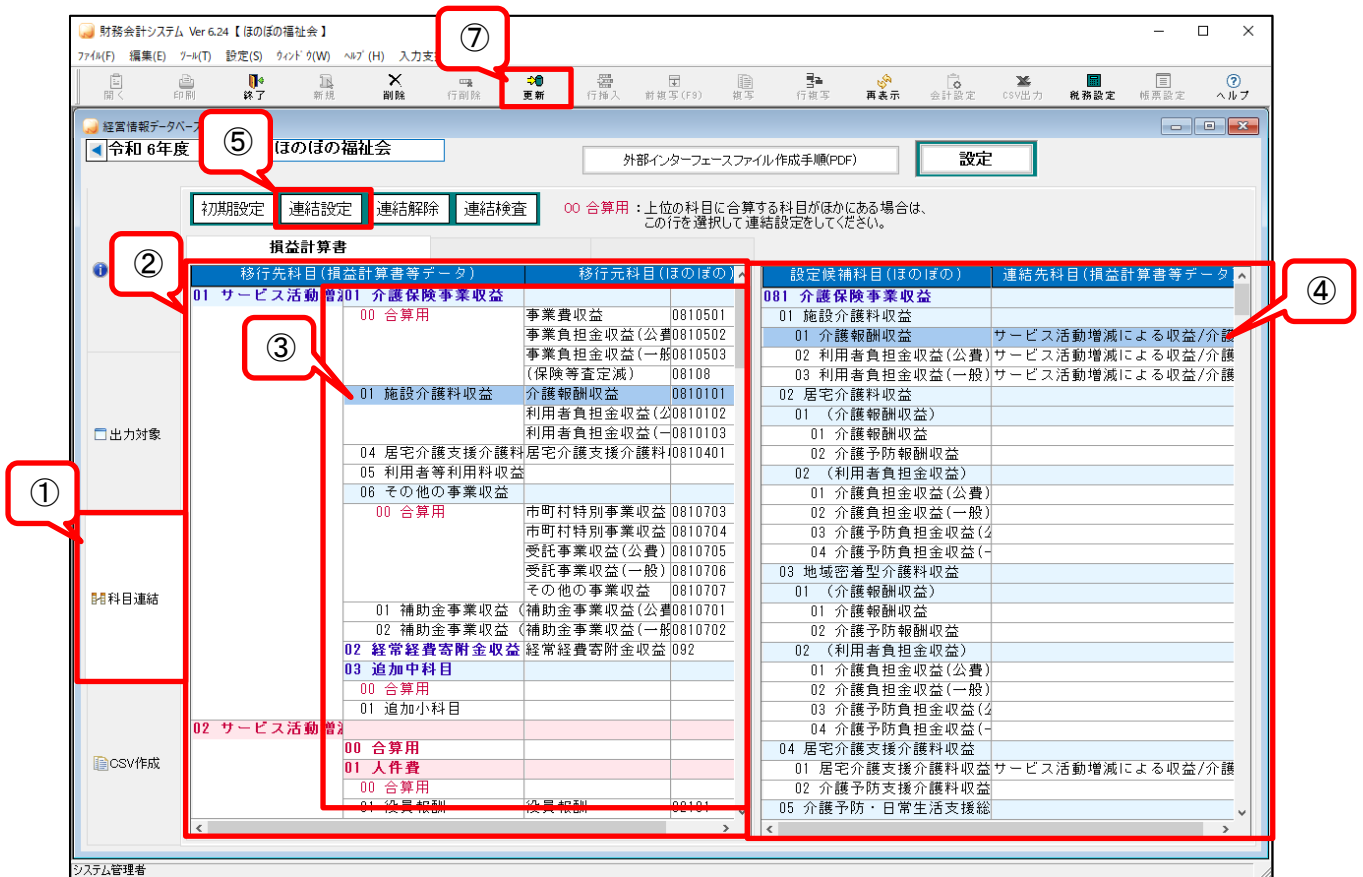 財務会計システム Ver 6.24【 ほのぼの福祉会 】
ファイル(F) 編集(E) ツール(T) 設定(S) ウィンドウ(W) ヘルプ(H) 入力支
⑦
開く 印刷 終了 新規 削除 行削除 更新 行挿入 前複写(F9) 複写 行複写 再表示 会計設定 CSV出力 税務設定 帳票設定 ヘルプ
経営情報データベース
令和 6年度 ほのぼの福祉会 外部インターフェースファイル作成手順(PDF) 設定
⑤
初期設定 連結設定 連結解除 連結検査 00 合算用 :上位の科目に合算する科目がほかにある場合は、
この行を選択して連結設定をしてください。
損益計算書
②
移行先科目(損益計算書等データ) 移行元科目(ほのぼの) 設定候補科目(ほのぼの) 連結先科目(損益計算書等データ
④
01 サービス活動増 01 介護保険事業収益 081 介護保険事業収益
00 合算用 事業費収益 0810501 01 施設介護料収益
事業負担金収益(公費 0810502 01 介護報酬収益 サービス活動増減による収益/介護
③
事業負担金収益(一般 0810503 02 利用者負担金収益(公費) サービス活動増減による収益/介護
(保険等査定減) 08108 03 利用者負担金収益(一般) サービス活動増減による収益/介護
01 施設介護料収益 介護報酬収益 0810101 02 居宅介護料収益
利用者負担金収益(公 0810102 01 (介護報酬収益)
利用者負担金収益(一 0810103 01 介護報酬収益
出力対象
04 居宅介護支援介護料 居宅介護支援介護料 0810401 02 介護予防報酬収益
05 利用者等利用料収益 02 (利用者負担金収益)
①
06 その他の事業収益 01 介護負担金収益(公費)
00 合算用 市町村特別事業収益 0810703 02 介護負担金収益(一般)
市町村特別事業収益 0810704 03 介護予防負担金収益(公
受託事業収益(公費) 0810705 04 介護予防負担金収益(一
受託事業収益(一般) 0810706 03 地域密着型介護料収益
その他の事業収益 0810707 01 (介護報酬収益)
科目連結
01 補助金事業収益( 補助金事業収益(公費 0810701 01 介護報酬収益
02 補助金事業収益( 補助金事業収益(一般 0810702 02 介護予防報酬収益
02 経常経費寄附金収益 経常経費寄附金収益 092 02 (利用者負担金収益)
03 追加中科目 01 介護負担金収益(公費)
00 合算用 02 介護負担金収益(一般)
01 追加小科目 03 介護予防負担金収益(公
02 サービス活動増 04 介護予防負担金収益(一
00 合算用 04 居宅介護支援介護料収益
CSV作成
01 人件費 01 居宅介護支援介護料収益 サービス活動増減による収益/介護
00 合算用 02 介護予防支援介護料収益
01 役員報酬 役員報酬 02101 05 介護予防・日常生活支援総
システム管理者